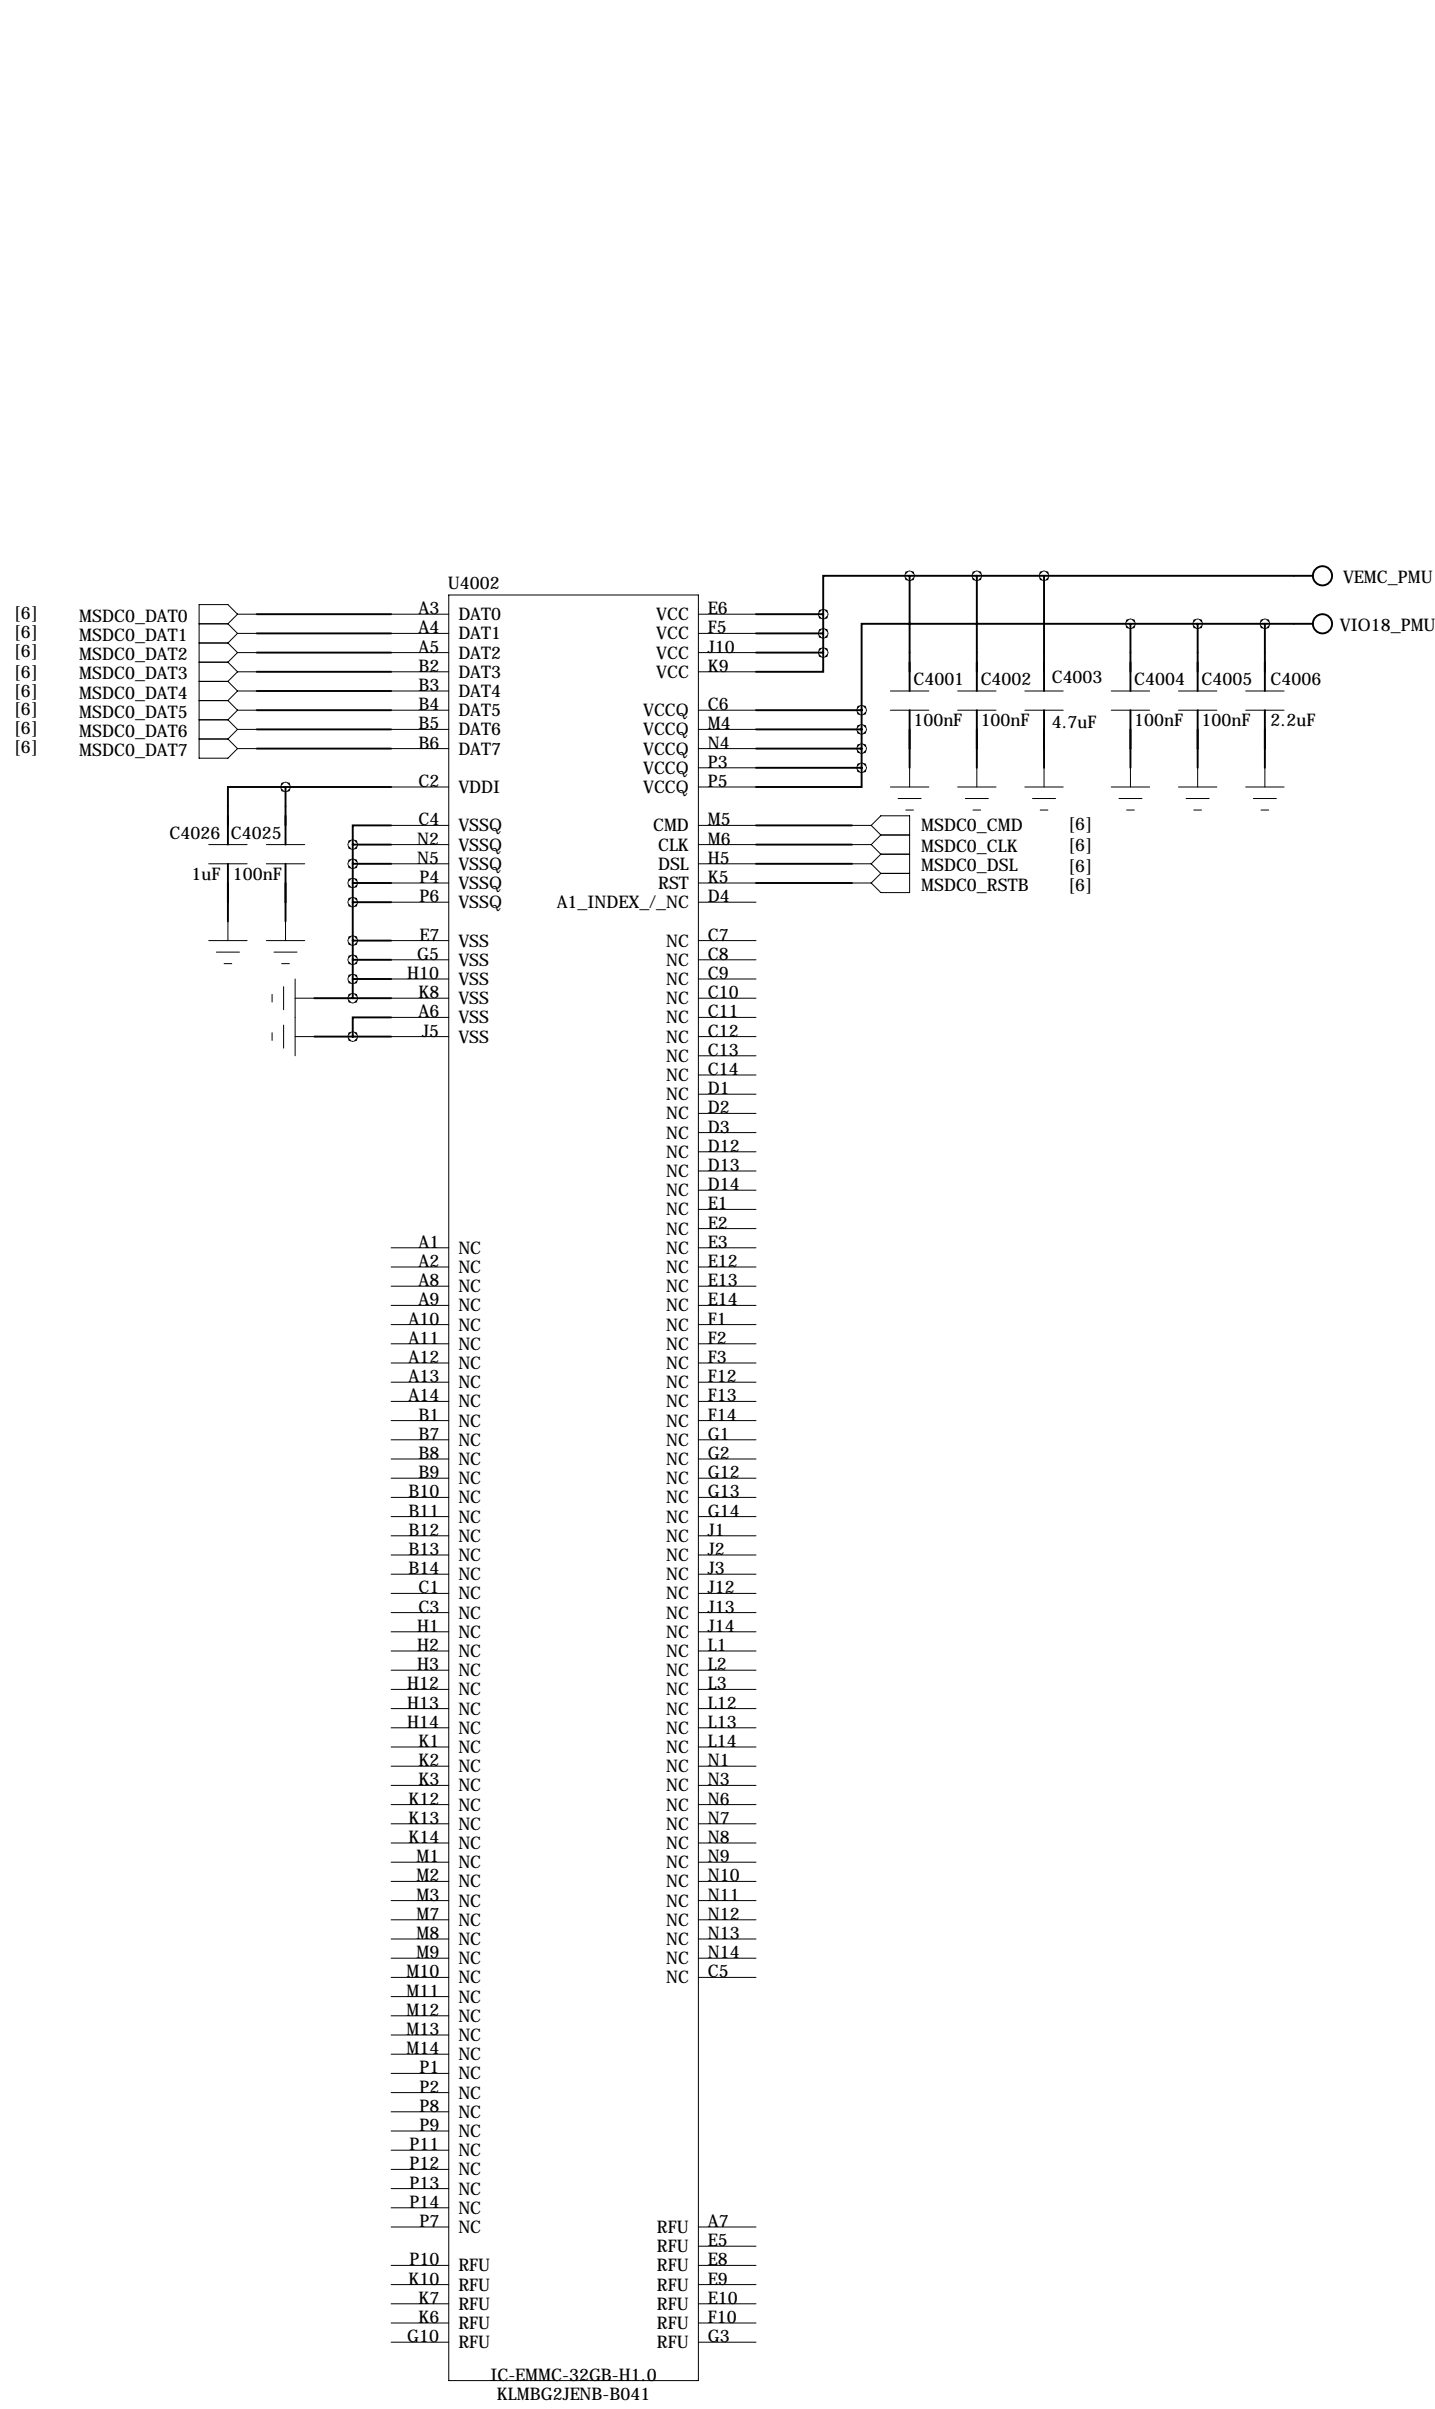 U4002
VEMC_PMU
VIO18_PMU
[6] MSDC0_DAT0 A3 DAT0 VCC E6
[6] MSDC0_DAT1 A4 DAT1 VCC F5
[6] MSDC0_DAT2 A5 DAT2 VCC J10
[6] MSDC0_DAT3 B2 DAT3 VCC K9
[6] MSDC0_DAT4 B3 DAT4
C4001 C4002 C4003 C4004 C4005 C4006
[6] MSDC0_DAT5 B4 DAT5 VCCQ C6
100nF 100nF 4.7uF 100nF 100nF 2.2uF
[6] MSDC0_DAT6 B5 DAT6 VCCQ M4
[6] MSDC0_DAT7 B6 DAT7 VCCQ N4
VCCQ P3
C2 VDDI VCCQ P5
C4 VSSQ CMD M5 MSDC0_CMD [6]
C4026 C4025
N2 VSSQ CLK M6 MSDC0_CLK [6]
N5 VSSQ DSL H5 MSDC0_DSL [6]
1uF 100nF
P4 VSSQ RST K5 MSDC0_RSTB [6]
P6 VSSQ A1_INDEX_/_NC D4
E7 VSS NC C7
G5 VSS NC C8
H10 VSS NC C9
K8 VSS NC C10
A6 VSS NC C11
J5 VSS NC C12
NC C13
NC C14
NC D1
NC D2
NC D3
NC D12
NC D13
NC D14
NC E1
NC E2
A1 NC NC E3
A2 NC NC E12
A8 NC NC E13
A9 NC NC E14
A10 NC NC F1
A11 NC NC F2
A12 NC NC F3
A13 NC NC F12
A14 NC NC F13
B1 NC NC F14
B7 NC NC G1
B8 NC NC G2
B9 NC NC G12
B10 NC NC G13
B11 NC NC G14
B12 NC NC J1
B13 NC NC J2
B14 NC NC J3
C1 NC NC J12
C3 NC NC J13
H1 NC NC J14
H2 NC NC L1
H3 NC NC L2
H12 NC NC L3
H13 NC NC L12
H14 NC NC L13
K1 NC NC L14
K2 NC NC N1
K3 NC NC N3
K12 NC NC N6
K13 NC NC N7
K14 NC NC N8
M1 NC NC N9
M2 NC NC N10
M3 NC NC N11
M7 NC NC N12
M8 NC NC N13
M9 NC NC N14
M10 NC NC C5
M11 NC
M12 NC
M13 NC
M14 NC
P1 NC
P2 NC
P8 NC
P9 NC
P11 NC
P12 NC
P13 NC
P14 NC
P7 NC RFU A7
RFU E5
P10 RFU RFU E8
K10 RFU RFU E9
K7 RFU RFU E10
K6 RFU RFU F10
G10 RFU RFU G3
IC-EMMC-32GB-H1.0
KLMBG2JENB-B041